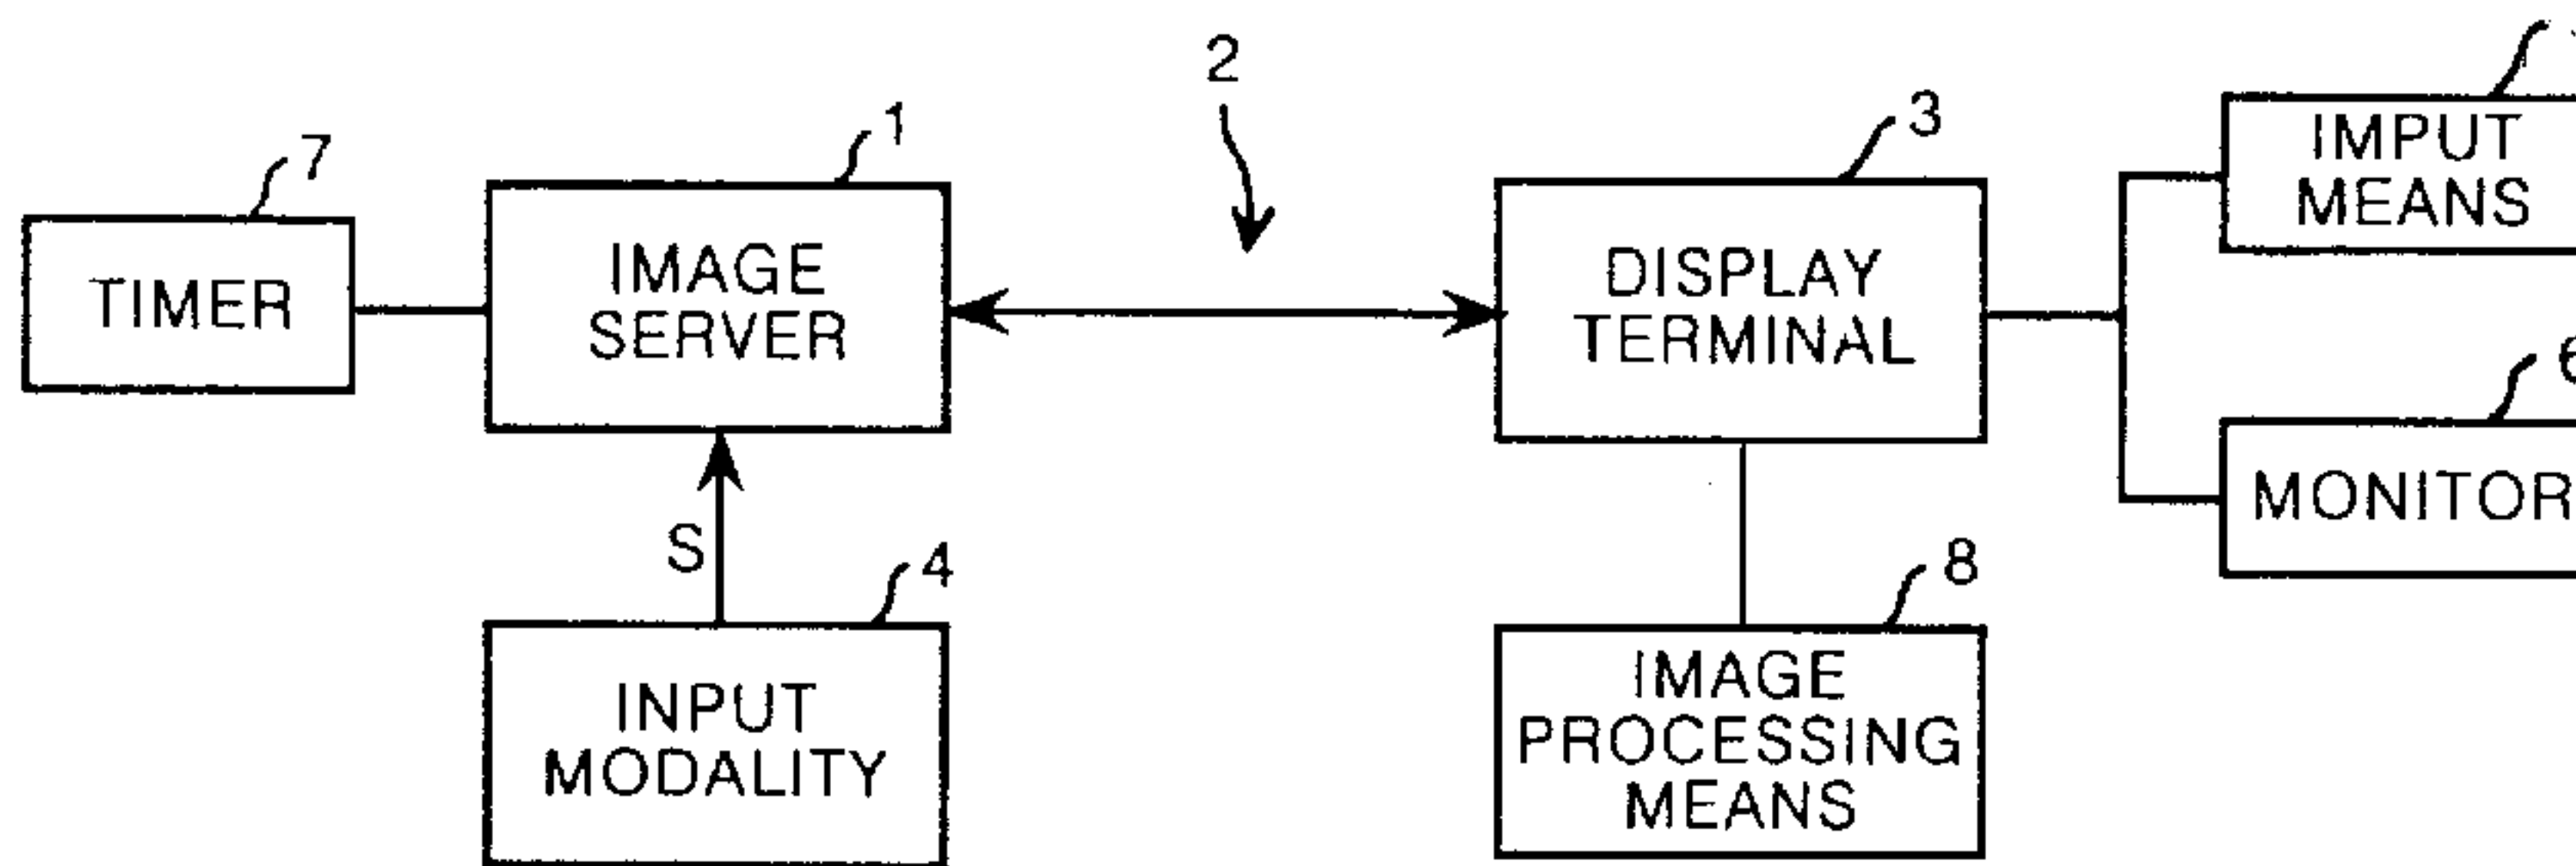 2
1
3
7
IMPUT
MEANS
TIMER
IMAGE
SERVER
DISPLAY
TERMINAL
6
MONITOR
S
4
8
INPUT
MODALITY
IMAGE
PROCESSING
MEANS